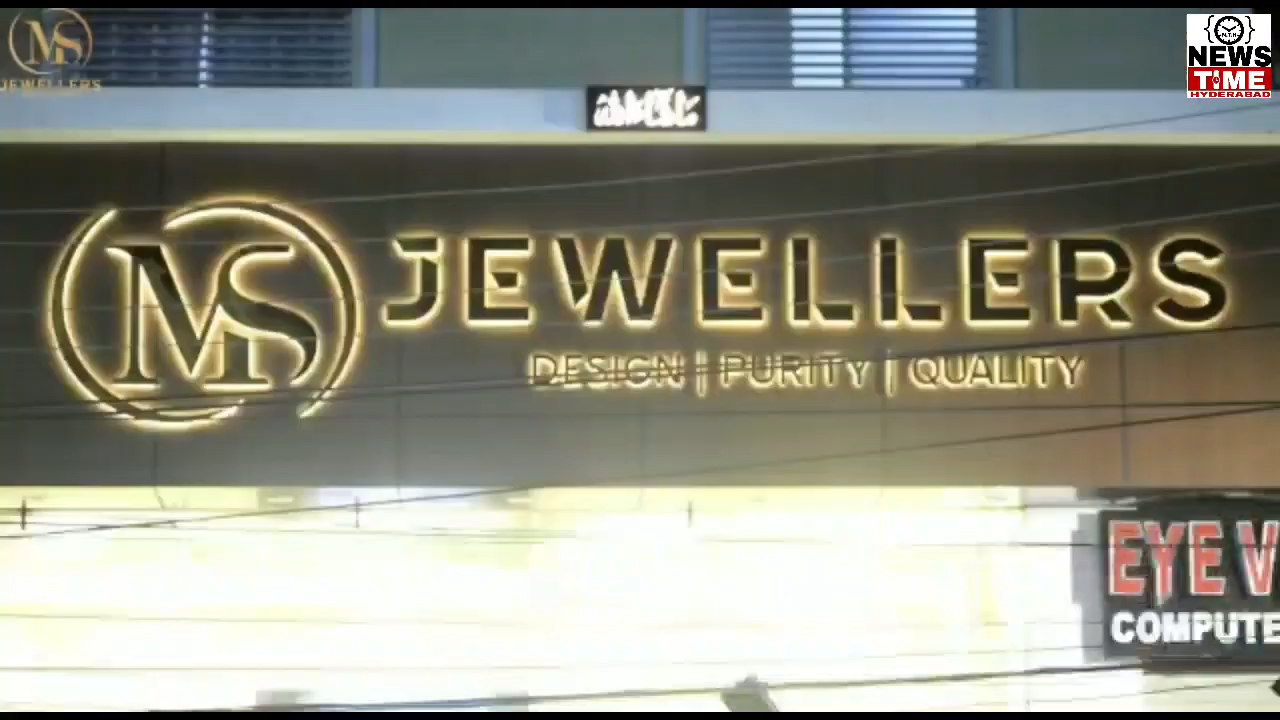 MS
JEWELLERS
N.T.H
NEWS
TIME
HYDERABAD
MS JEWELLERS
DESIGN | PURITY | QUALITY
EYE V
COMPUTE